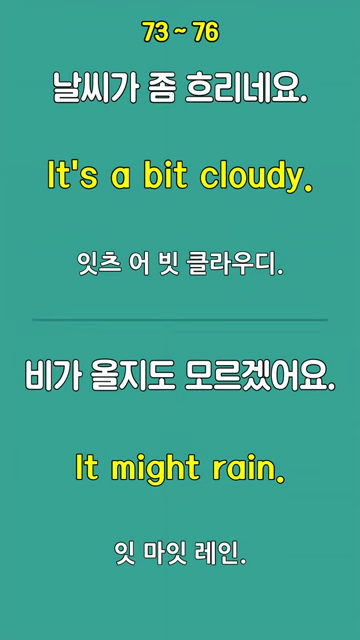 73 ~ 76
날씨가 좀 흐리네요.
It's a bit cloudy.
잇츠 어 빗 클라우디.
비가 올지도 모르겠어요.
It might rain.
잇 마잇 레인.